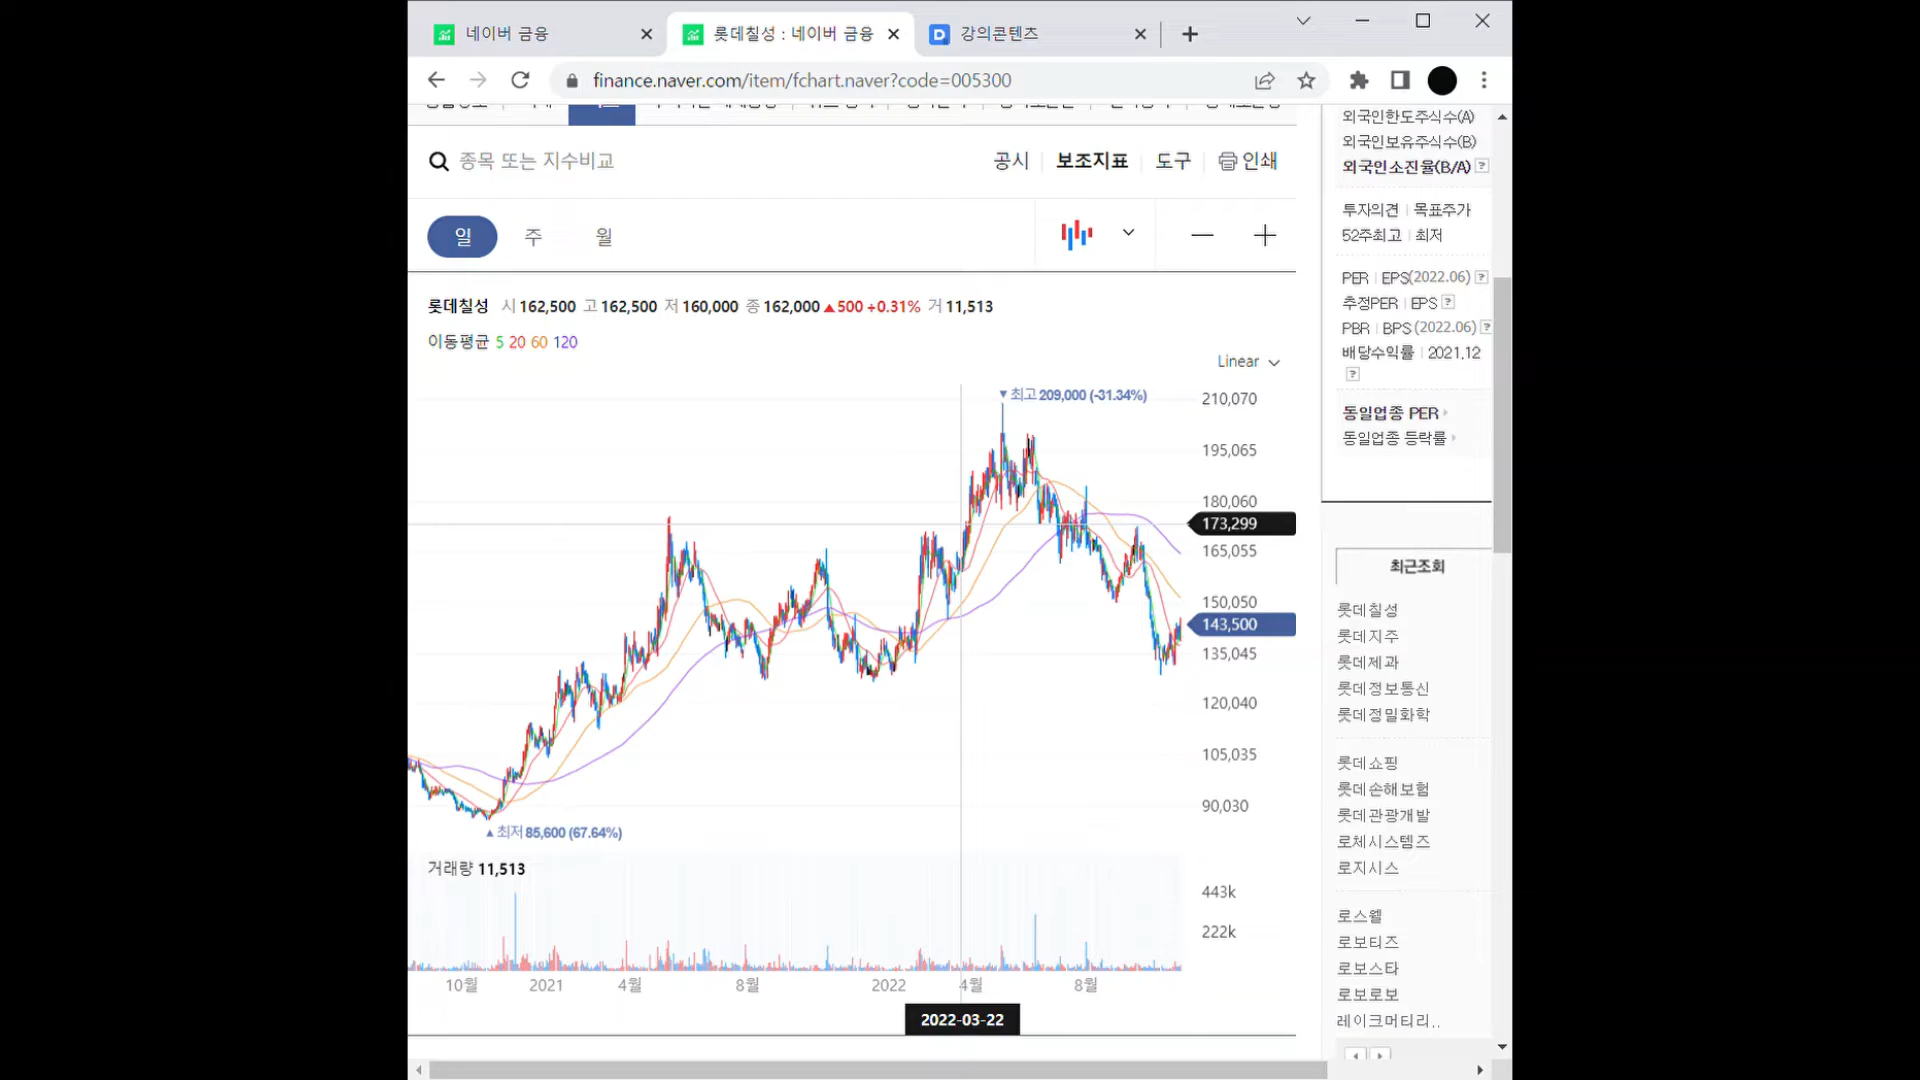 네이버 금융
롯데칠성 : 네이버 금융
강의콘텐츠
finance.naver.com/item/fchart.naver?code=005300
종목 또는 지수비교
공시 보조지표 도구 인쇄
일 주 월
롯데칠성 시 162,500 고 162,500 저 160,000 종 162,000 ▲500 +0.31% 거 11,513
이동평균 5 20 60 120
Linear
▼최고 209,000 (-31.34%)
210,070
195,065
180,060
173,299
165,055
150,050
143,500
135,045
120,040
105,035
90,030
▲최저 85,600 (67.64%)
거래량 11,513
443k
222k
10월 2021 4월 8월 2022 4월 8월
2022-03-22
외국인한도주식수(A)
외국인보유주식수(B)
외국인소진율(B/A) ?
투자의견 | 목표주가
52주최고 | 최저
PER | EPS(2022.06) ?
추정PER | EPS ?
PBR | BPS (2022.06) ?
배당수익률 | 2021.12
?
동일업종 PER
동일업종 등락률
최근조회
롯데칠성
롯데지주
롯데제과
롯데정보통신
롯데정밀화학
롯데쇼핑
롯데손해보험
롯데관광개발
로체시스템즈
로지시스
로스웰
로보티즈
로보스타
로보로보
레이크머티리..